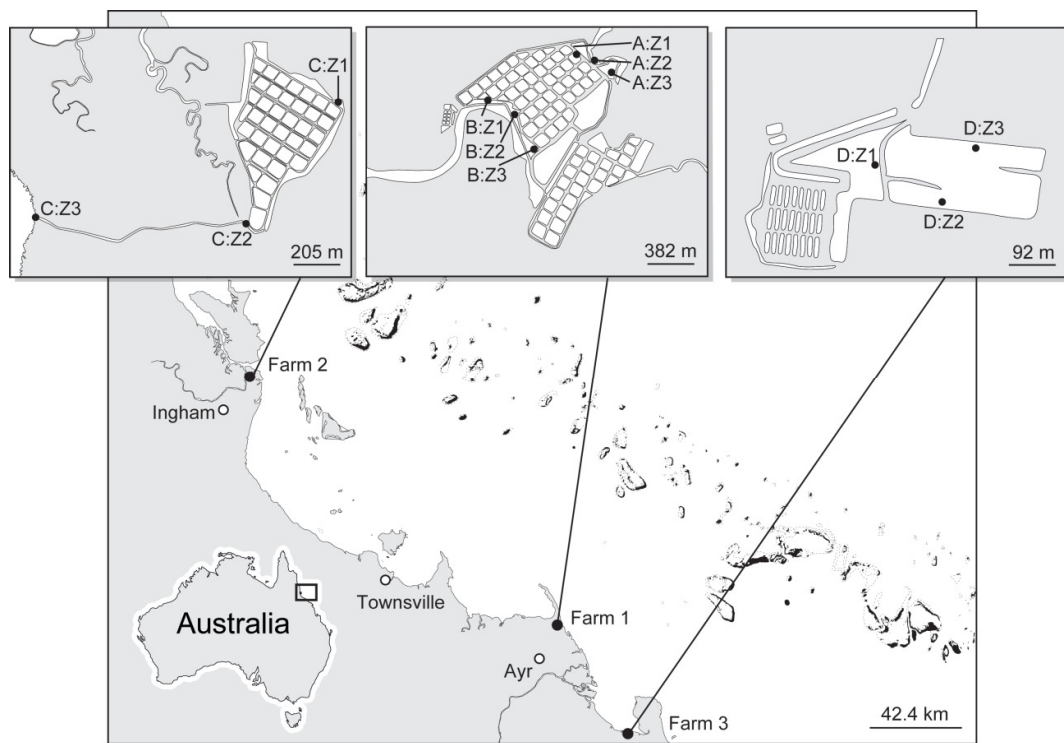 C:Z1
C:Z3
C:Z2
205 m
A:Z1
A:Z2
A:Z3
B:Z1
B:Z2
B:Z3
382 m
D:Z3
D:Z1
D:Z2
92 m
Farm 2
Ingham
Townsville
Australia
Farm 1
Ayr
Farm 3
42.4 km